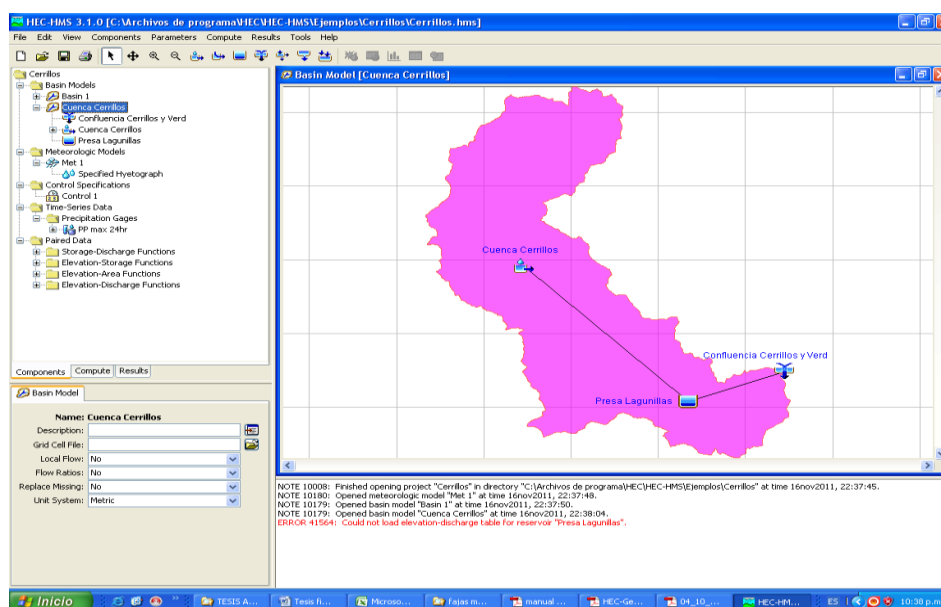 HEC-HMS 3.1.0 [C:\Archivos de programa\HEC\HEC-HMS\Ejemplos\Cerrillos\Cerrillos.hms]
File Edit View Components Parameters Compute Results Tools Help
Cerrillos
Basin Models
Basin 1
Cuenca Cerrillos
Confluencia Cerrillos y Verd
Cuenca Cerrillos
Presa Lagunillas
Meteorologic Models
Met 1
Specified Hyetograph
Control Specifications
Control 1
Time-Series Data
Precipitation Gages
PP max 24hr
Paired Data
Storage-Discharge Functions
Elevation-Storage Functions
Elevation-Area Functions
Elevation-Discharge Functions
Components Compute Results
Basin Model
Name: Cuenca Cerrillos
Description:
Grid Cell File:
Local Flow: No
Flow Ratios: No
Replace Missing: No
Unit System: Metric
Basin Model [Cuenca Cerrillos]
Cuenca Cerrillos
Confluencia Cerrillos y Verd
Presa Lagunillas
NOTE 10008: Finished opening project "Cerrillos" in directory "C:\Archivos de programa\HEC\HEC-HMS\Ejemplos\Cerrillos" at time 16nov2011, 22:37:45.
NOTE 10180: Opened meteorologic model "Met 1" at time 16nov2011, 22:37:48.
NOTE 10179: Opened basin model "Basin 1" at time 16nov2011, 22:37:50.
NOTE 10179: Opened basin model "Cuenca Cerrillos" at time 16nov2011, 22:38:04.
ERROR 41564: Could not load elevation-discharge table for reservoir "Presa Lagunillas".
Inicio TESIS A... Tesis fi... Microso... fajas m... manual ... HEC-Ge... 04_10_... HEC-HM... ES 10:38 p.m.